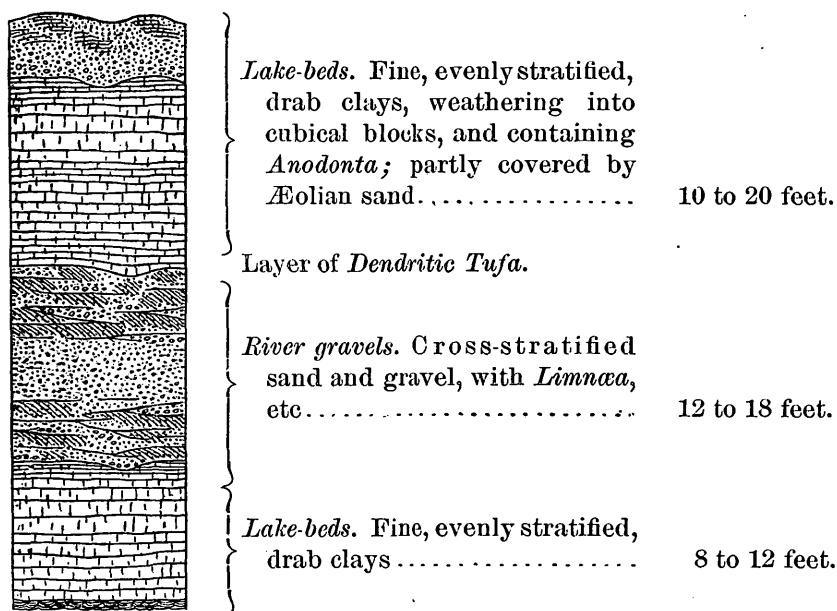 Lake-beds. Fine, evenly stratified,
drab clays, weathering into
cubical blocks, and containing
Anodonta; partly covered by
Æolian sand................. 10 to 20 feet.
Layer of Dendritic Tufa.
River gravels. Cross-stratified
sand and gravel, with Limnœa,
etc......................... 12 to 18 feet.
Lake-beds. Fine, evenly stratified,
drab clays.................. 8 to 12 feet.